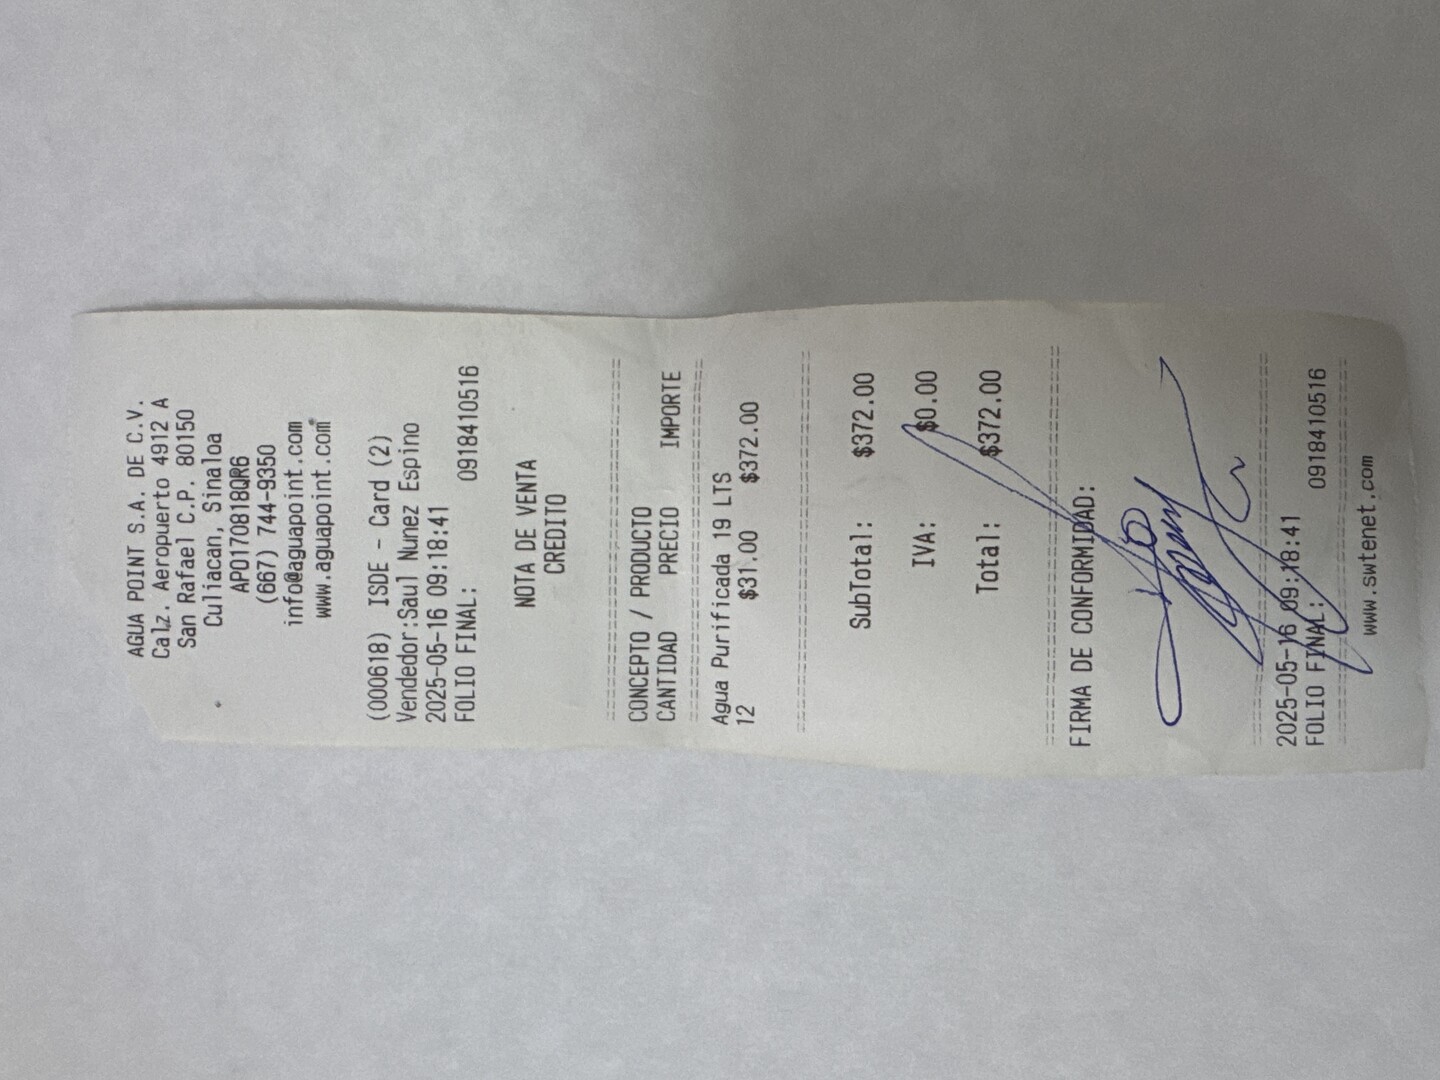 AGUA POINT S.A. DE C.V.
Calz. Aeropuerto 4912 A
San Rafael C.P. 80150
Culiacan, Sinaloa
APO170818QR6
(667) 744-9350
info@aguapoint.com
www.aguapoint.com
(000618) ISDE - Card (2)
Vendedor:Saul Nunez Espino
2025-05-16 09:18:41
FOLIO FINAL: 0918410516
NOTA DE VENTA
CREDITO
CONCEPTO / PRODUCTO
CANTIDAD PRECIO IMPORTE
Agua Purificada 19 LTS
12 $31.00 $372.00
SubTotal: $372.00
IVA: $0.00
Total: $372.00
FIRMA DE CONFORMIDAD:
2025-05-16 09:18:41
FOLIO FINAL: 0918410516
www.swtenet.com